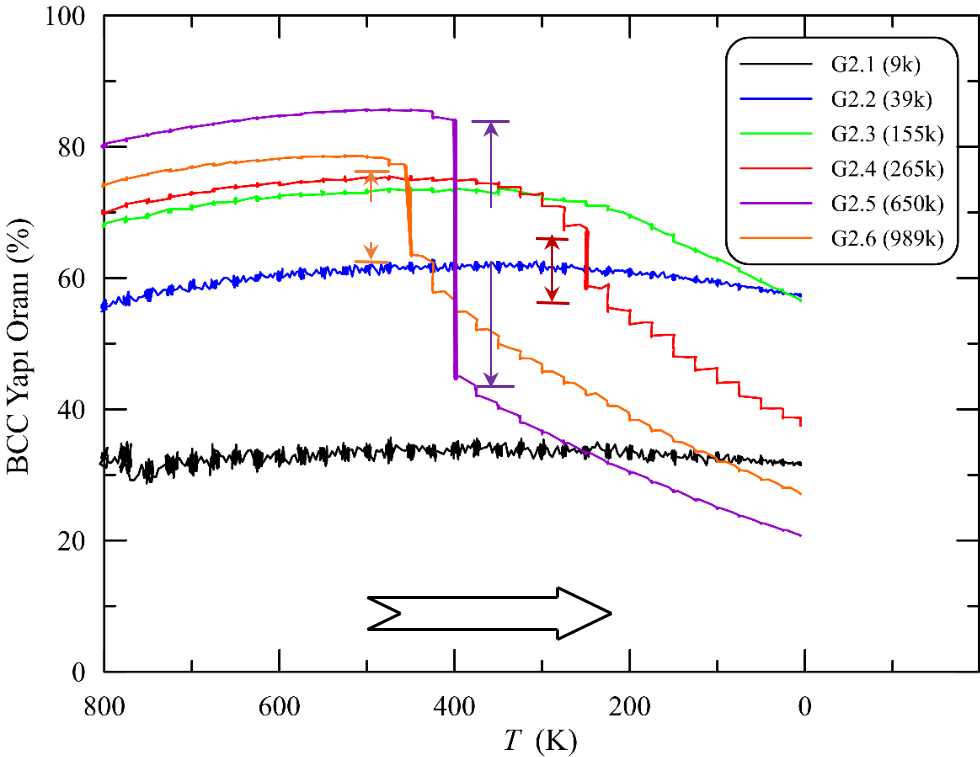 100
80
60
40
20
0
BCC Yapı Oranı (%)
G2.1 (9k)
G2.2 (39k)
G2.3 (155k)
G2.4 (265k)
G2.5 (650k)
G2.6 (989k)
800 600 400 200 0
T (K)